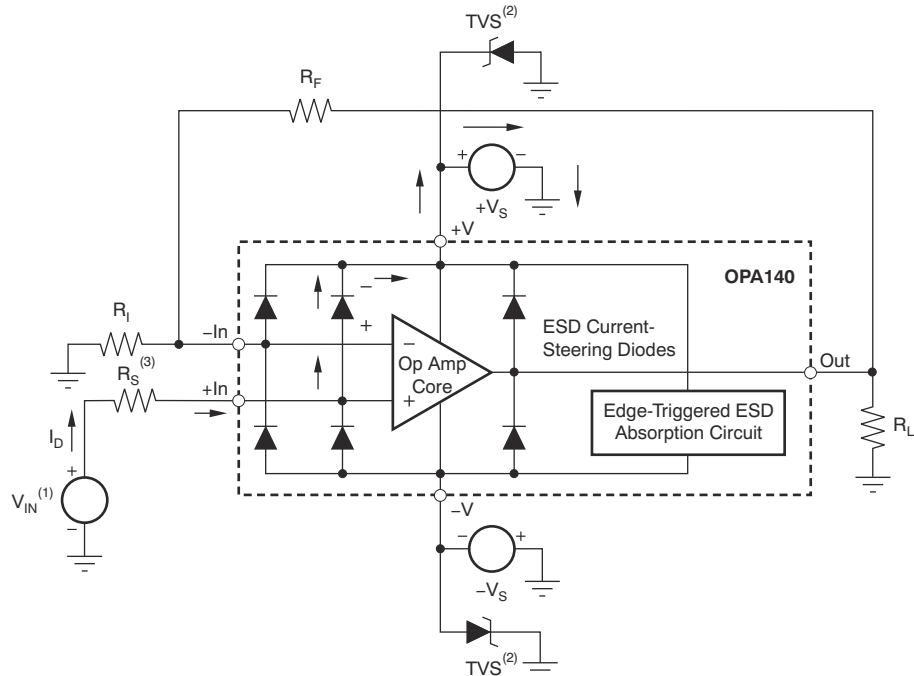 TVS(2)
RF
+ −
+VS
+V
OPA140
−
+
RI
−In
RS(3)
+In
−
+
Op Amp
Core
ESD Current-
Steering Diodes
Out
Edge-Triggered ESD
Absorption Circuit
RL
ID
+
VIN(1)
−
−V
− +
−VS
TVS(2)